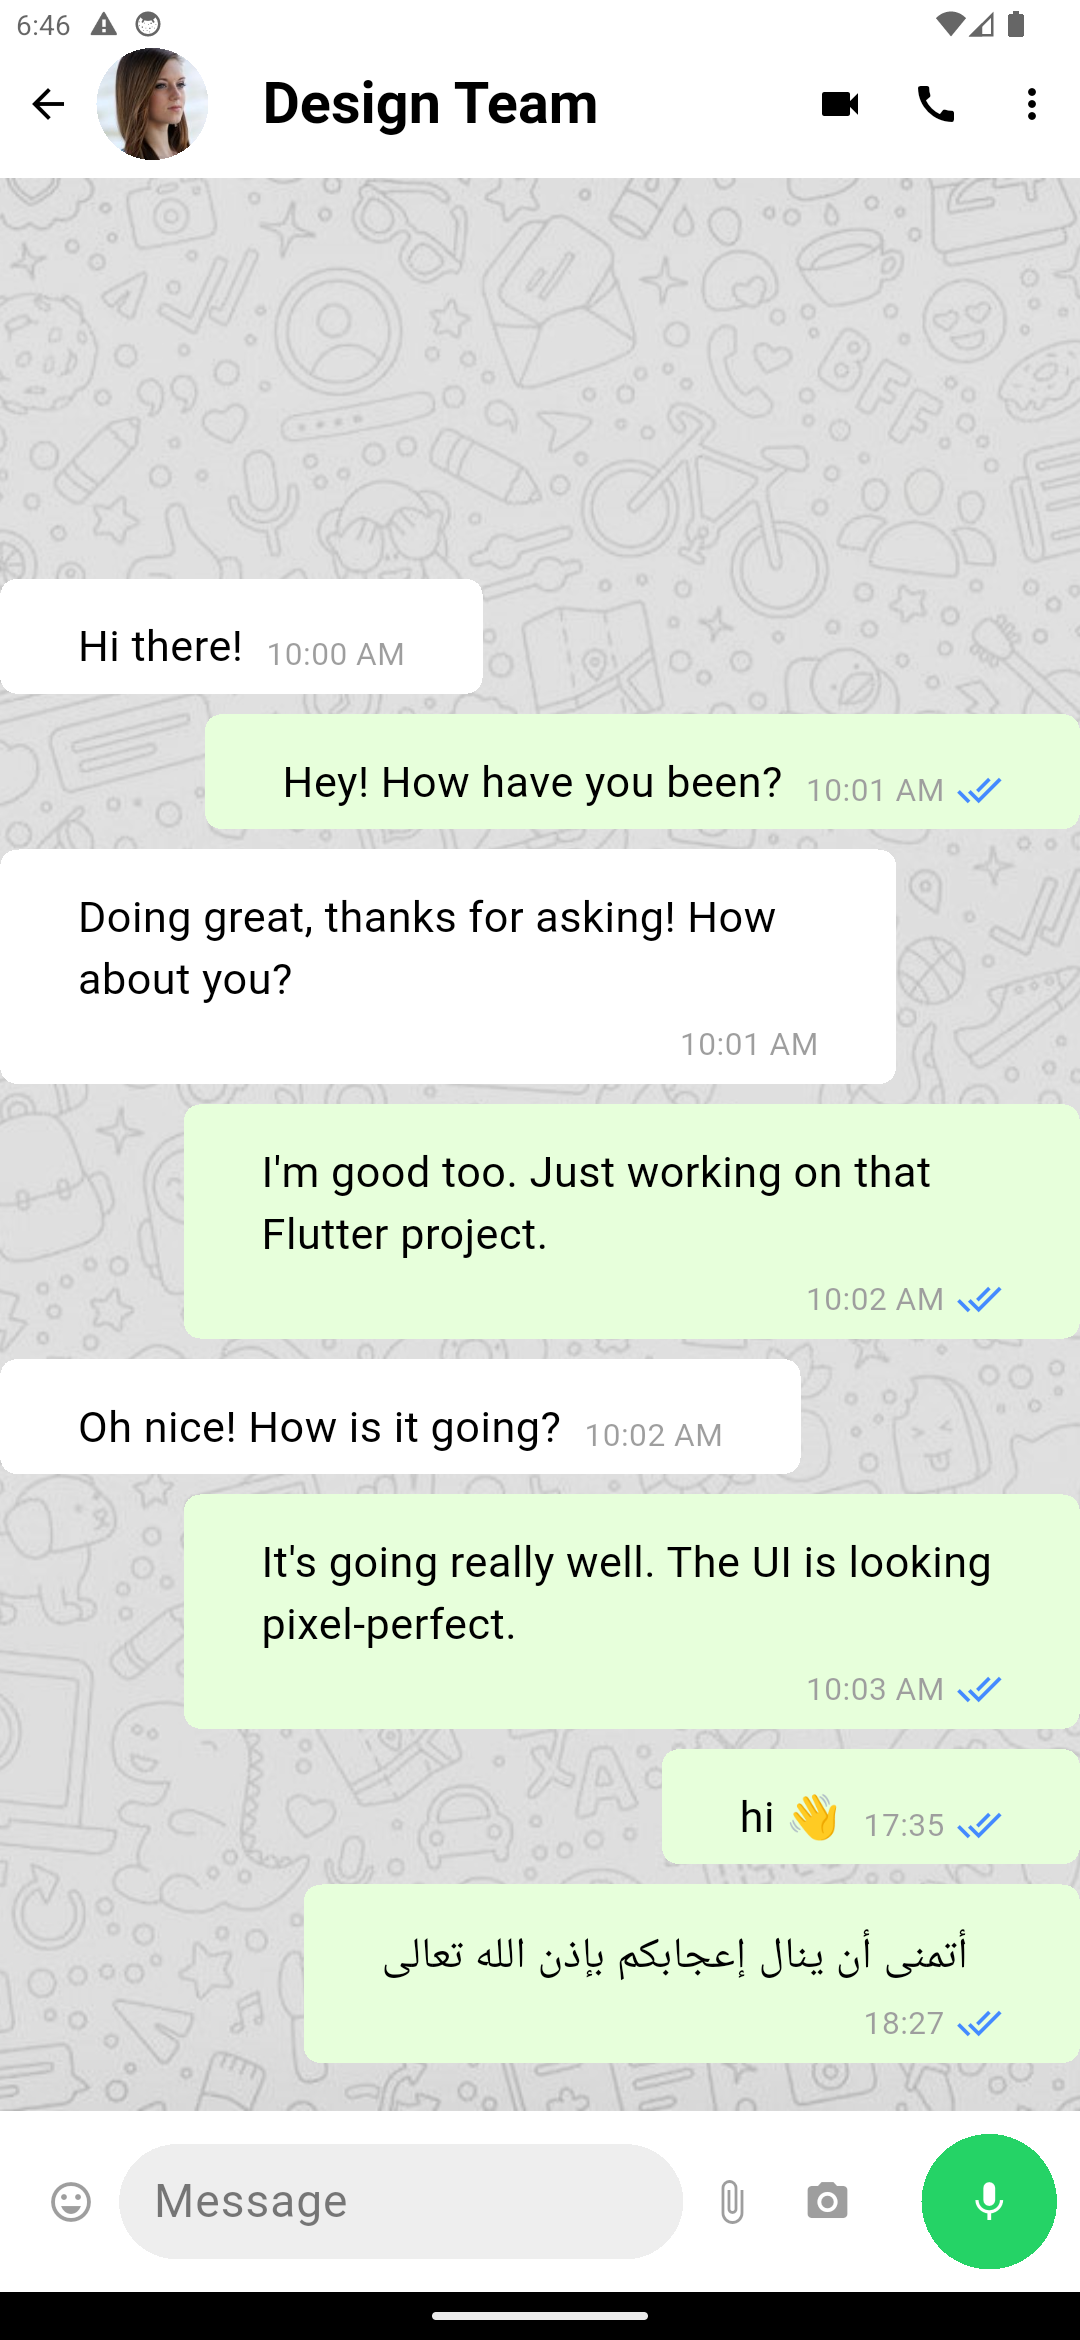 6:46
Design Team
Hi there! 10:00 AM
Hey! How have you been? 10:01 AM
Doing great, thanks for asking! How
about you?
10:01 AM
I'm good too. Just working on that
Flutter project.
10:02 AM
Oh nice! How is it going? 10:02 AM
It's going really well. The UI is looking
pixel-perfect.
10:03 AM
hi 👋 17:35
أتمنى أن ينال إعجابكم بإذن الله تعالى
18:27
Message